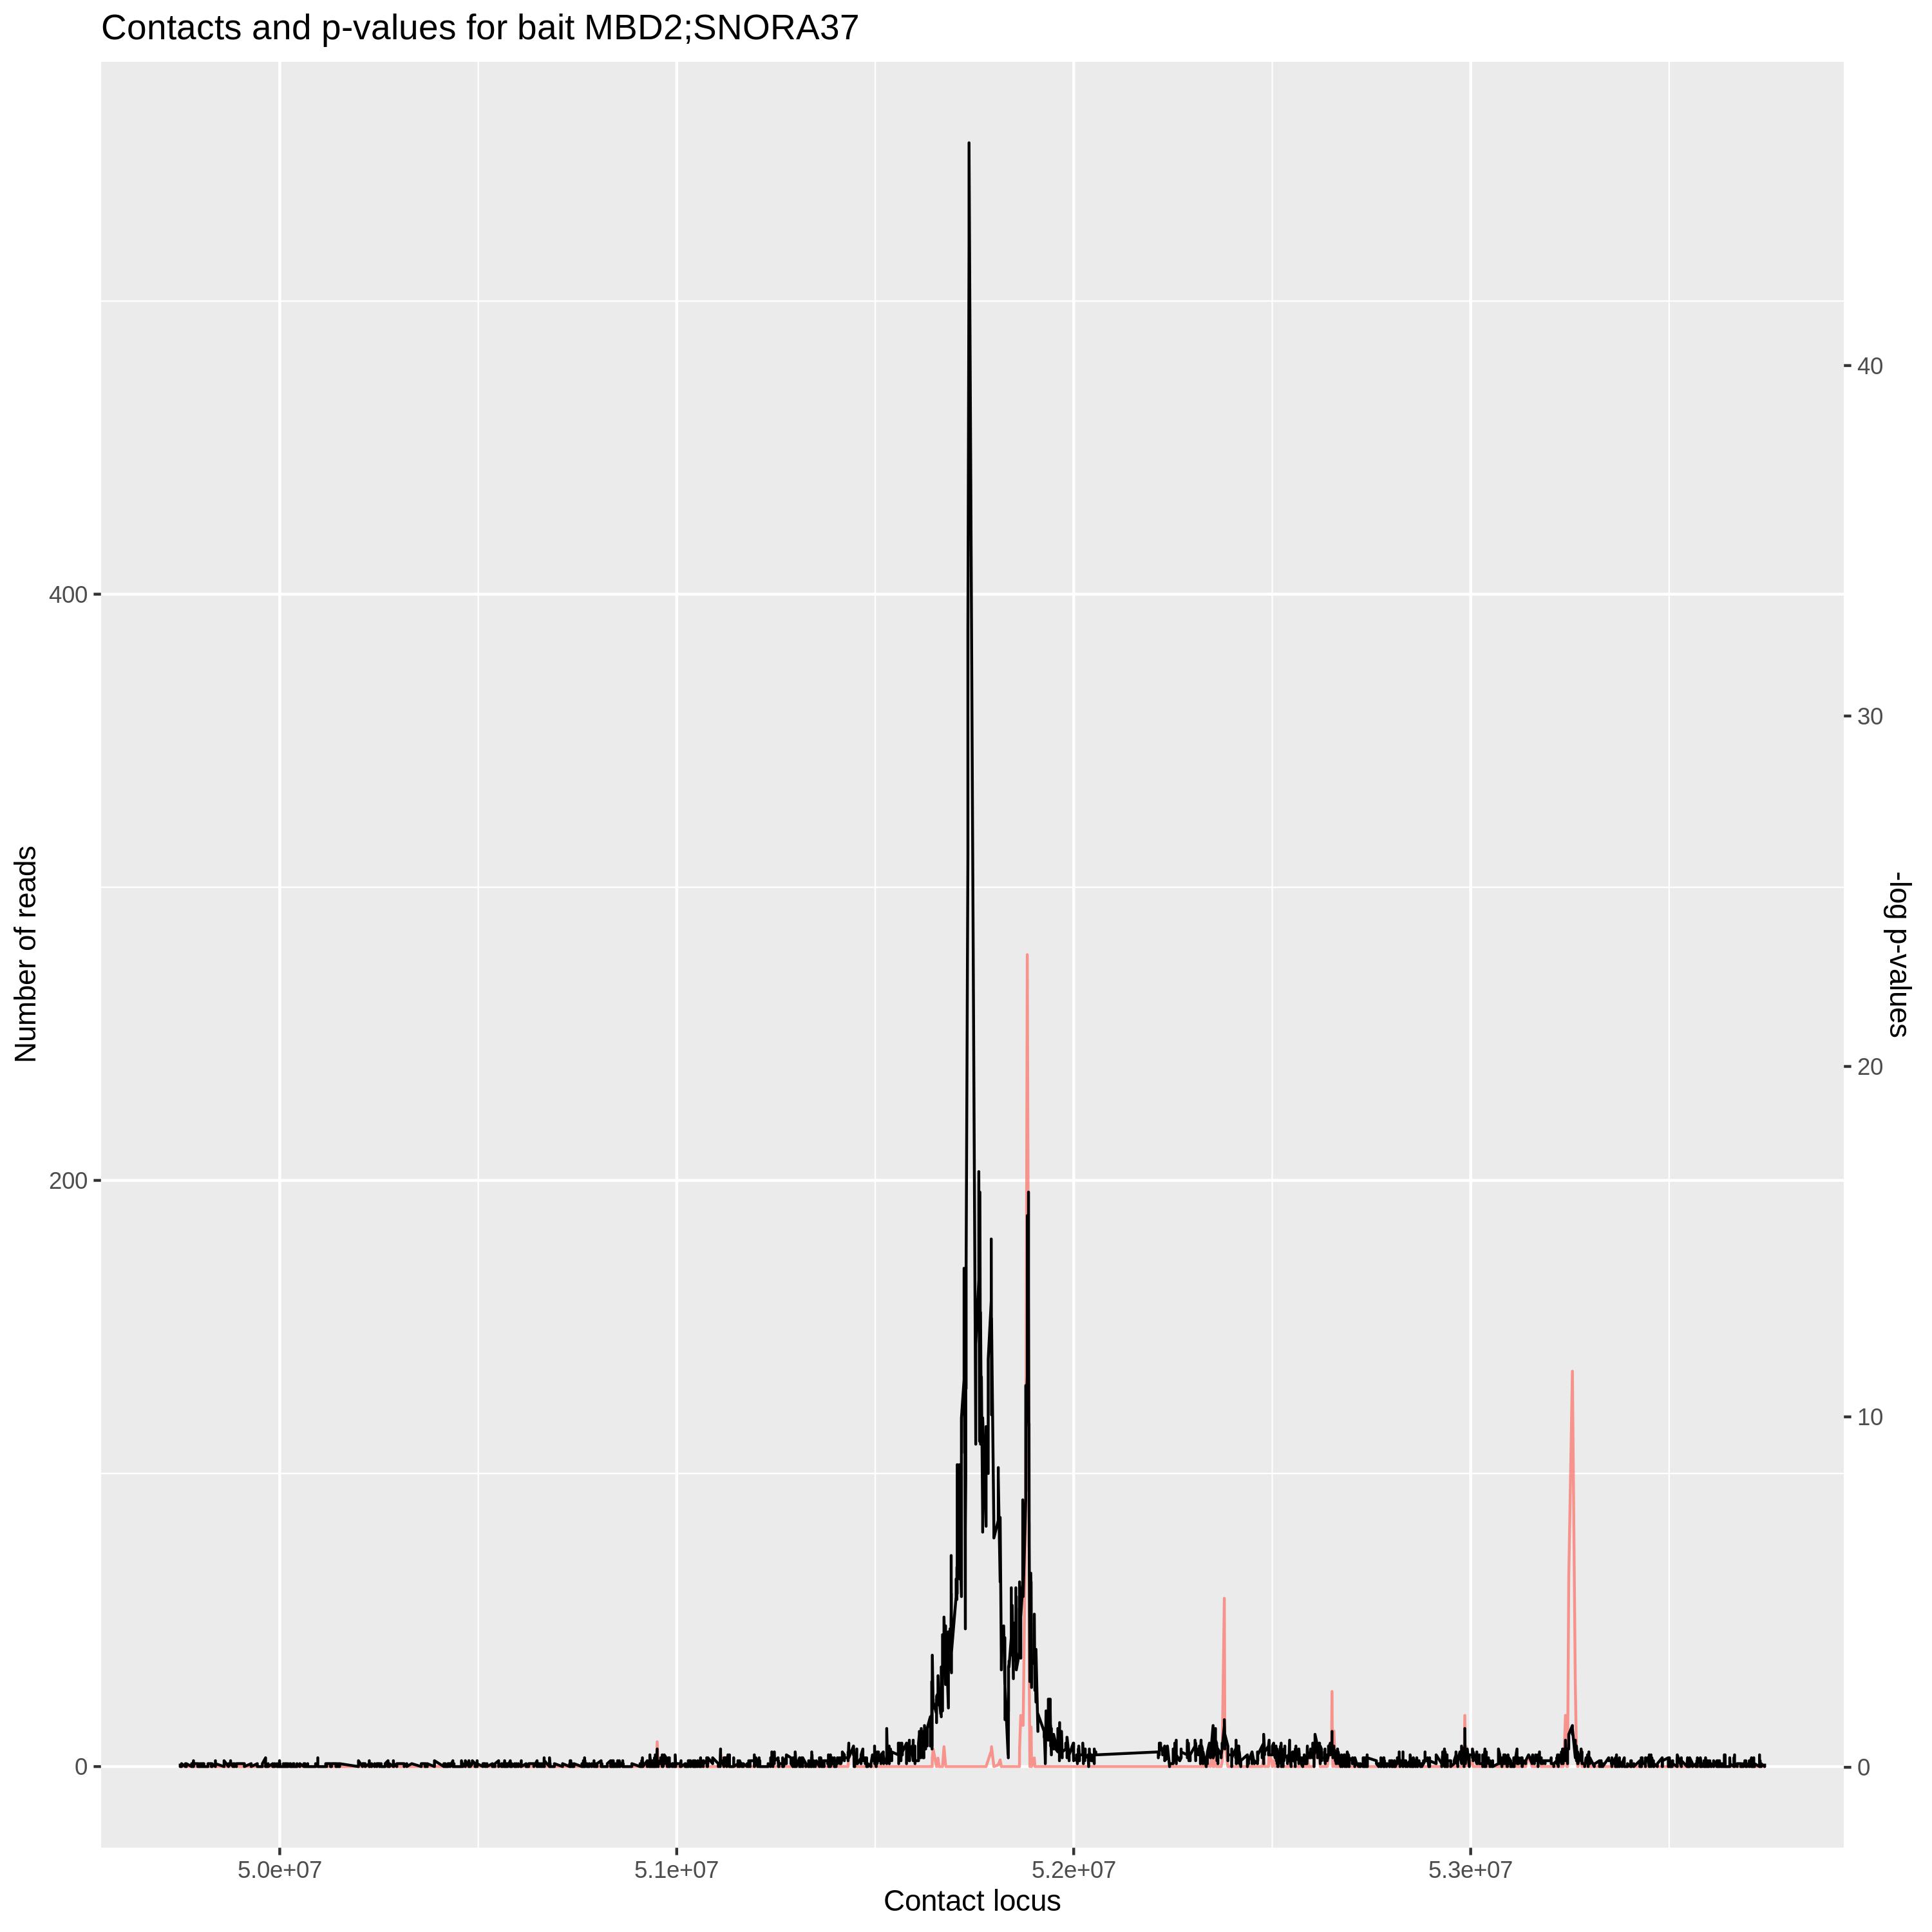 Contacts and p-values for bait MBD2;SNORA37
Number of reads
400
200
0
40
30
20
10
0
-log p-values
5.0e+07
5.1e+07
5.2e+07
5.3e+07
Contact locus